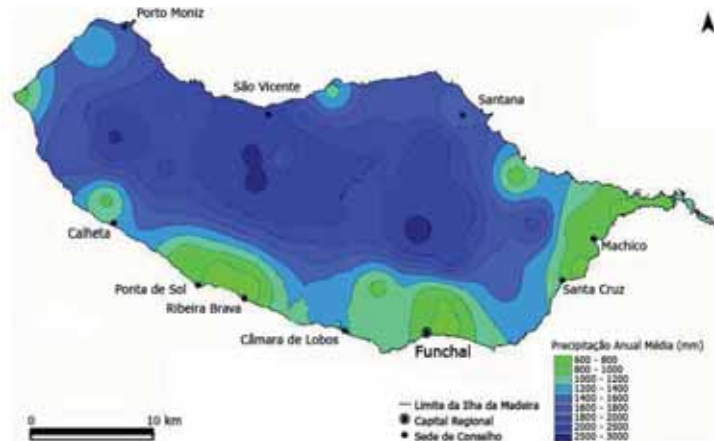 Porto Moniz
São Vicente
Santana
Calheta
Machico
Ponta de Sol
Santa Cruz
Ribeira Brava
Câmara de Lobos
Funchal
Precipitação Anual Média (mm)
600 - 800
800 - 1000
1000 - 1200
1200 - 1400
1400 - 1600
1600 - 1800
1800 - 2000
2000 - 2500
2500 - 3000
Limite da Ilha da Madeira
Capital Regional
Sede de Conselho
0 10 km